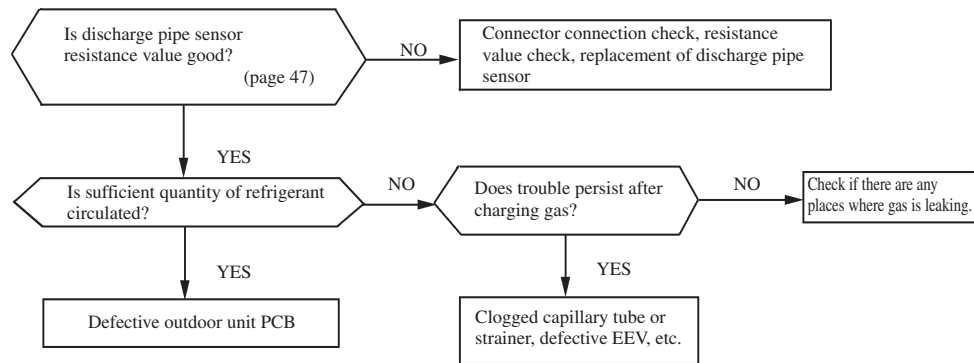 Is discharge pipe sensor
resistance value good?
(page 47)
NO
Connector connection check, resistance
value check, replacement of discharge pipe
sensor
YES
Is sufficient quantity of refrigerant
circulated?
NO
Does trouble persist after
charging gas?
NO
Check if there are any
places where gas is leaking.
YES
YES
Defective outdoor unit PCB
Clogged capillary tube or
strainer, defective EEV, etc.